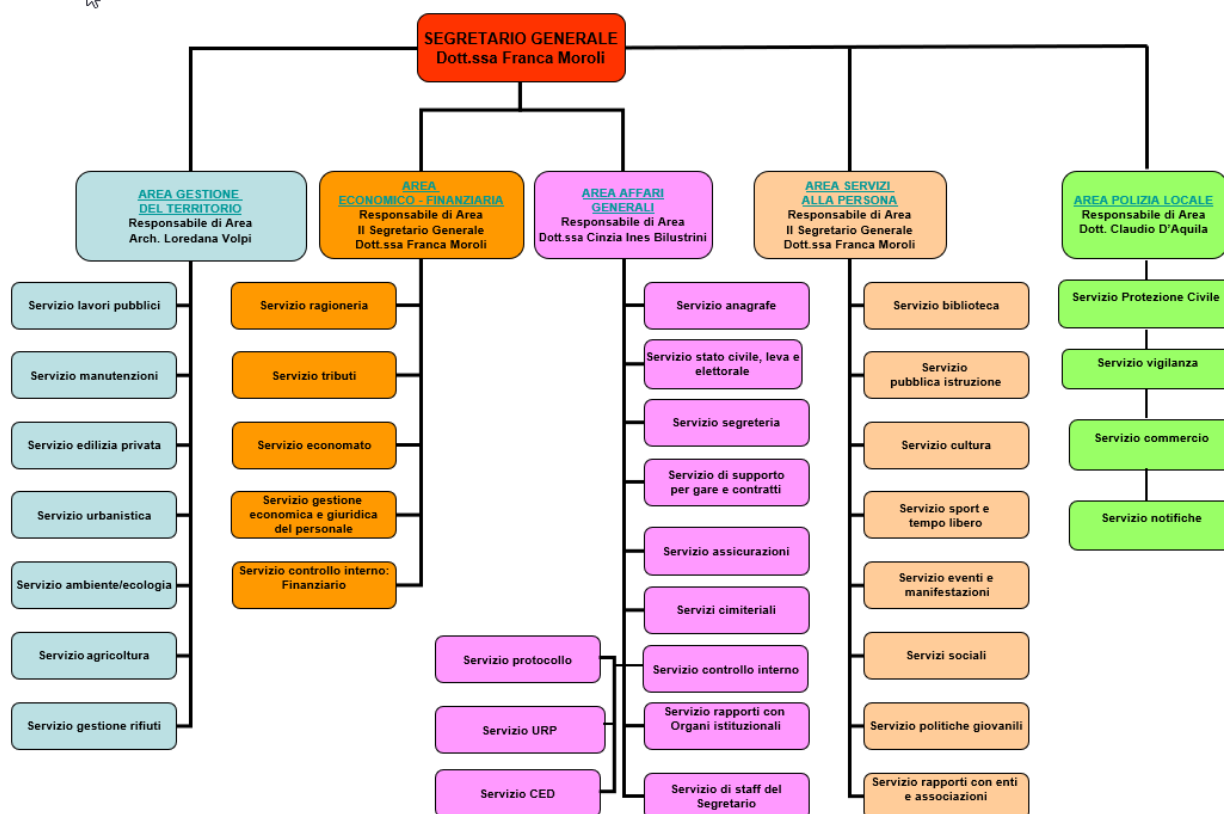 SEGRETARIO GENERALE
Dott.ssa Franca Moroli
AREA GESTIONE
DEL TERRITORIO
Responsabile di Area
Arch. Loredana Volpi
AREA
ECONOMICO - FINANZIARIA
Responsabile di Area
Il Segretario Generale
Dott.ssa Franca Moroli
AREA AFFARI
GENERALI
Responsabile di Area
Dott.ssa Cinzia Ines Bilustrini
AREA SERVIZI
ALLA PERSONA
Responsabile di Area
Il Segretario Generale
Dott.ssa Franca Moroli
AREA POLIZIA LOCALE
Responsabile di Area
Dott. Claudio D'Aquila
Servizio lavori pubblici
Servizio manutenzioni
Servizio edilizia privata
Servizio urbanistica
Servizio ambiente/ecologia
Servizio agricoltura
Servizio gestione rifiuti
Servizio ragioneria
Servizio tributi
Servizio economato
Servizio gestione
economica e giuridica
del personale
Servizio controllo interno:
Finanziario
Servizio anagrafe
Servizio stato civile, leva e
elettorale
Servizio segreteria
Servizio di supporto
per gare e contratti
Servizio assicurazioni
Servizi cimiteriali
Servizio controllo interno
Servizio rapporti con
Organi istituzionali
Servizio di staff del
Segretario
Servizio protocollo
Servizio URP
Servizio CED
Servizio biblioteca
Servizio
pubblica istruzione
Servizio cultura
Servizio sport e
tempo libero
Servizio eventi e
manifestazioni
Servizi sociali
Servizio politiche giovanili
Servizio rapporti con enti
e associazioni
Servizio Protezione Civile
Servizio vigilanza
Servizio commercio
Servizio notifiche